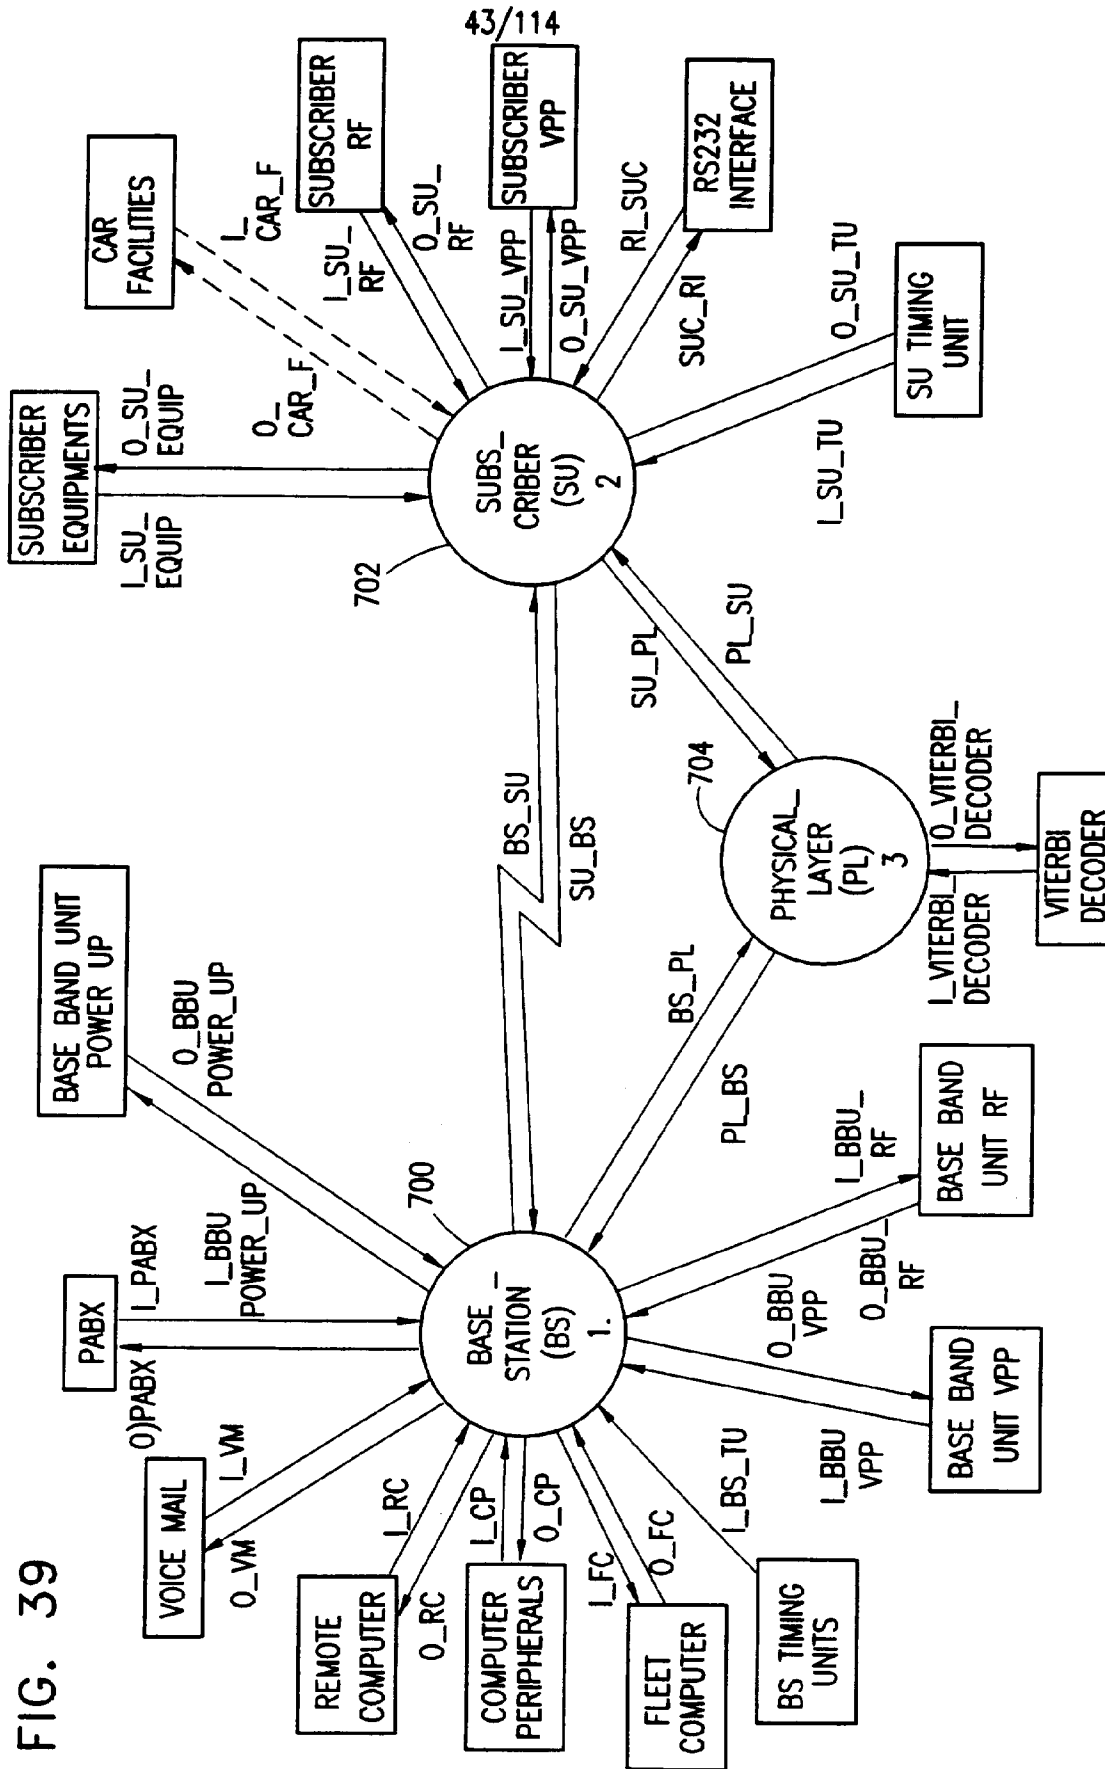 43/114
FIG. 39
BASE BAND UNIT
POWER UP
O_BBU
POWER_UP
I_BBU
POWER_UP
PABX
I_PABX
O)PABX
VOICE MAIL
I_VM
O_VM
REMOTE
COMPUTER
I_RC
O_RC
COMPUTER
PERIPHERALS
I_CP
O_CP
FLEET
COMPUTER
I_FC
O_FC
BS TIMING
UNITS
I_BS_TU
BASE BAND
UNIT VPP
I_BBU
VPP
O_BBU
VPP
BASE BAND
UNIT RF
O_BBU_
RF
I_BBU_
RF
700
BASE_
STATION
(BS)
1.
BS_SU
SU_BS
BS_PL
PL_BS
704
PHYSICAL_
LAYER
(PL)
3
I_VITERBI_
DECODER
O_VITERBI_
DECODER
VITERBI
DECODER
SU_PL
PL_SU
702
SUBS_
CRIBER
(SU)
2
SUBSCRIBER
EQUIPMENTS
I_SU_
EQUIP
O_SU_
EQUIP
CAR
FACILITIES
O_
CAR_F
I_
CAR_F
SUBSCRIBER
RF
I_SU_
RF
O_SU_
RF
SUBSCRIBER
VPP
I_SU_VPP
O_SU_VPP
RS232
INTERFACE
RI_SUC
SUC_RI
SU TIMING
UNIT
I_SU_TU
O_SU_TU